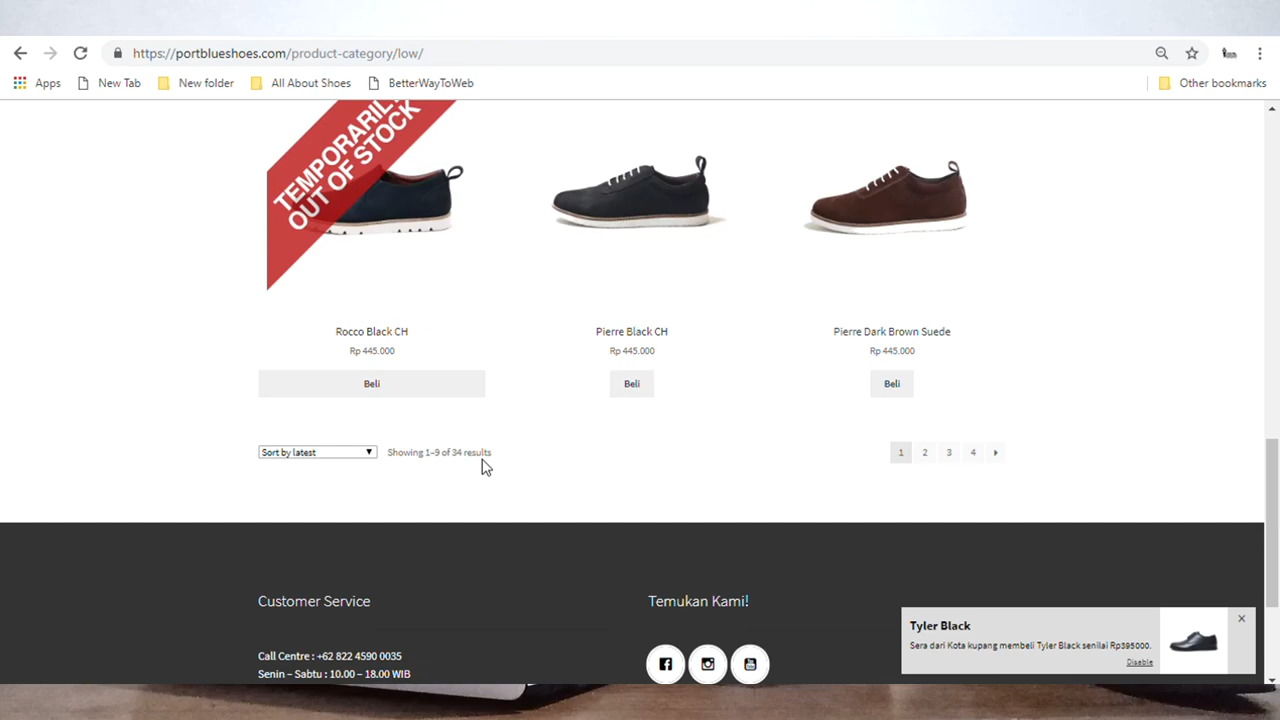 https://portblueshoes.com/product-category/low/
Apps
New Tab
New folder
All About Shoes
BetterWayToWeb
Other bookmarks
TEMPORARIL
OUT OF STOCK
Rocco Black CH
Rp 445.000
Beli
Pierre Black CH
Rp 445.000
Beli
Pierre Dark Brown Suede
Rp 445.000
Beli
Sort by latest
Showing 1–9 of 34 results
1 2 3 4
Customer Service
Call Centre : +62 822 4590 0035
Senin – Sabtu : 10.00 – 18.00 WIB
Temukan Kami!
Tyler Black
Sera dari Kota kupang membeli Tyler Black senilai Rp395000.
Disable